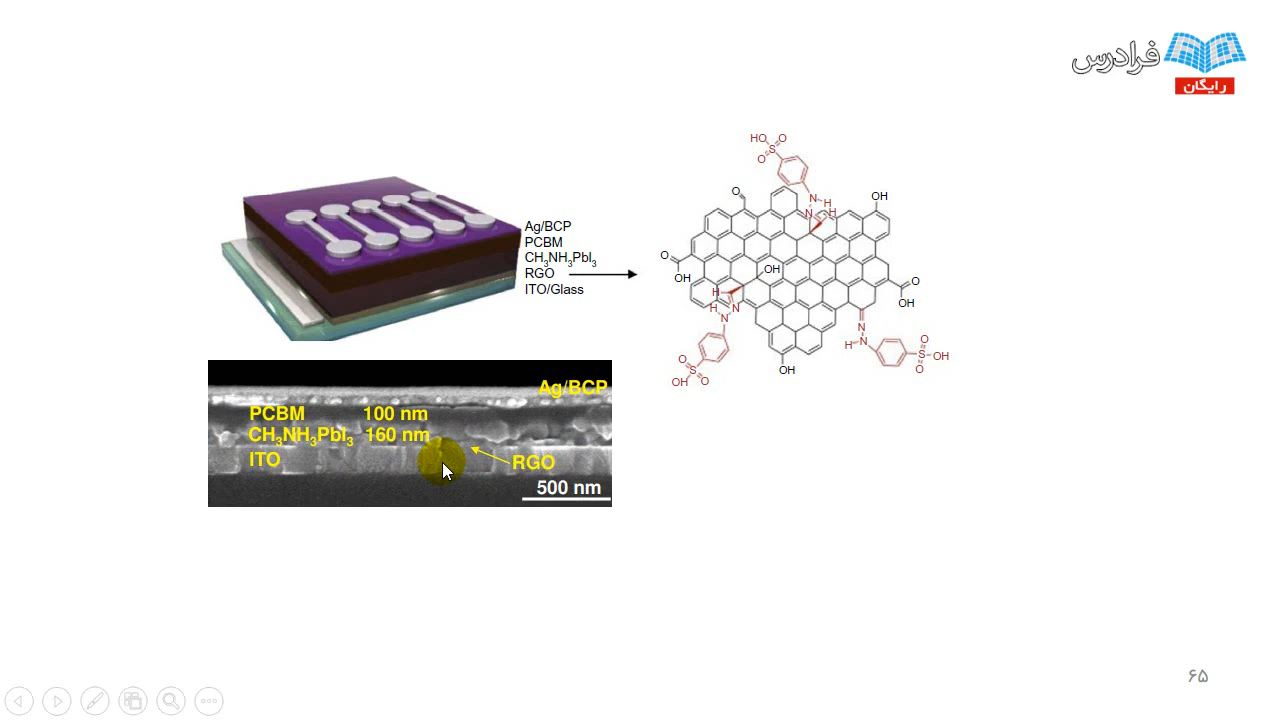 فرادرس
رایگان
Ag/BCP
PCBM
CH₃NH₃PbI₃
RGO
ITO/Glass
HO O
S
O
N H
N H
O
OH
O
OH
OH
O
OH
H
H N
N
O
S
OH O
N
H N
O
S OH
O
OH
Ag/BCP
PCBM 100 nm
CH₃NH₃PbI₃ 160 nm
ITO
RGO
500 nm
۶۵